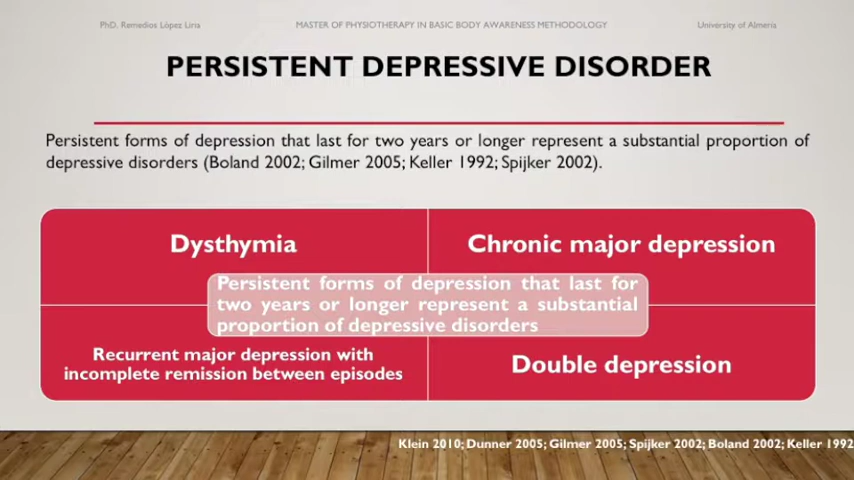 PhD, Remedios López Liria
MASTER OF PHYSIOTHERAPY IN BASIC BODY AWARENESS METHODOLOGY
University of Almeria
PERSISTENT DEPRESSIVE DISORDER
Persistent forms of depression that last for two years or longer represent a substantial proportion of
depressive disorders (Boland 2002; Gilmer 2005; Keller 1992; Spijker 2002).
Dysthymia
Chronic major depression
Persistent forms of depression that last for
two years or longer represent a substantial
proportion of depressive disorders
Recurrent major depression with
incomplete remission between episodes
Double depression
Klein 2010; Dunner 2005; Gilmer 2005; Spijker 2002; Boland 2002; Keller 1992